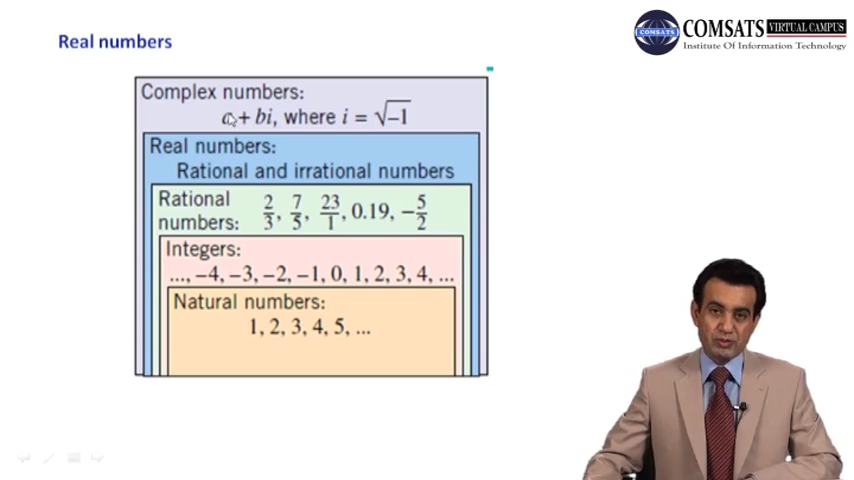 Real numbers
COMSATS VIRTUAL CAMPUS
Institute Of Information Technology
COMSATS
Complex numbers:
a + bi, where i = √–1
Real numbers:
Rational and irrational numbers
Rational numbers: 2/3, 7/5, 23/1, 0.19, –5/2
Integers:
..., –4, –3, –2, –1, 0, 1, 2, 3, 4, ...
Natural numbers:
1, 2, 3, 4, 5, ...